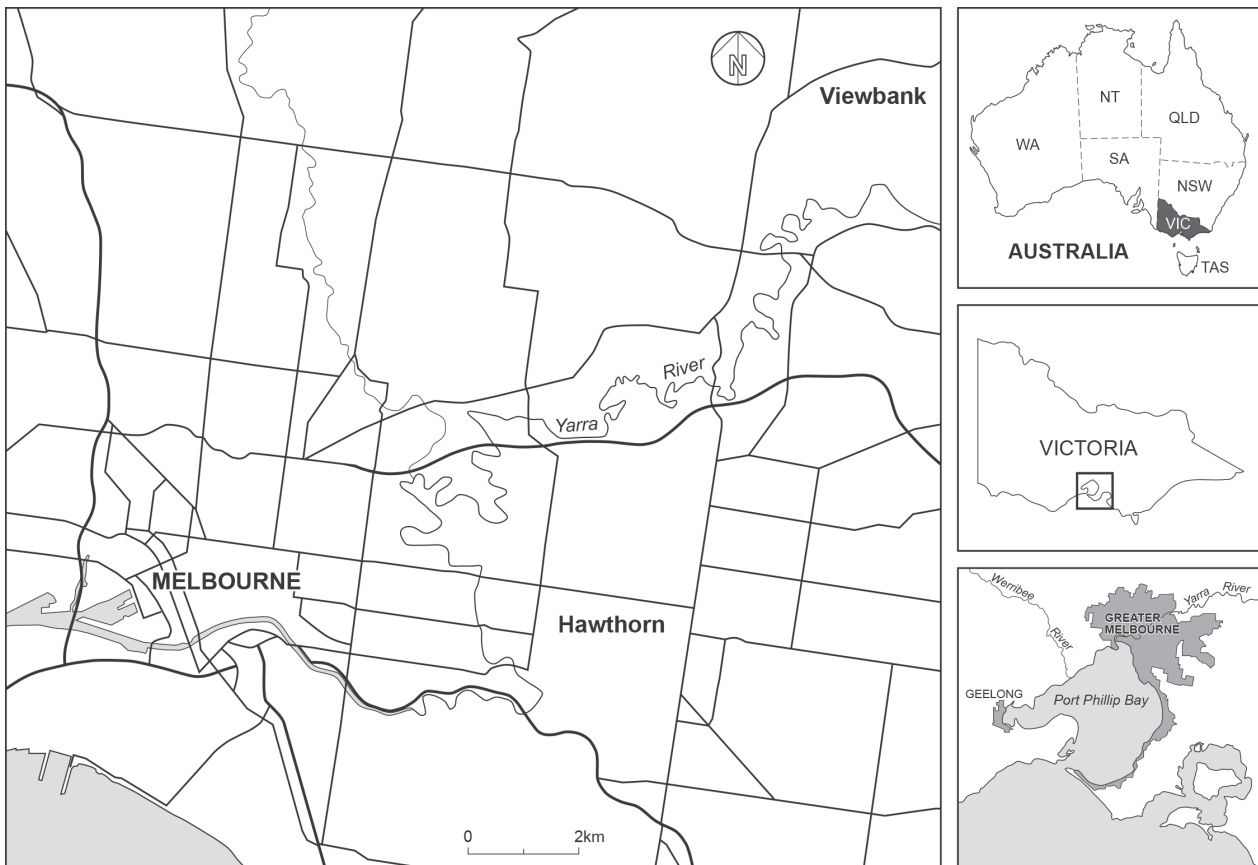 N
Viewbank
River
Yarra
MELBOURNE
Hawthorn
0 2km
NT
QLD
WA
SA
NSW
VIC
AUSTRALIA
TAS
VICTORIA
Werribee
River
Yarra River
GREATER
MELBOURNE
GEELONG
Port Phillip Bay